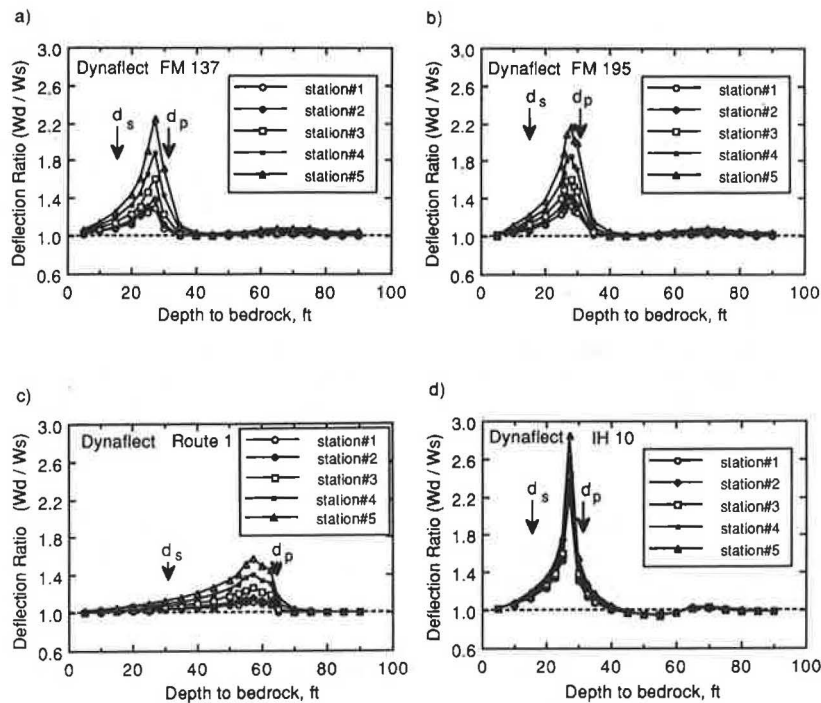 a)
Dynaflect FM 137
station#1
station#2
station#3
station#4
station#5
d s
d p
Deflection Ratio (Wd / Ws)
3.0
2.6
2.2
1.8
1.4
1.0
0.6
0 20 40 60 80 100
Depth to bedrock, ft
b)
Dynaflect FM 195
station#1
station#2
station#3
station#4
station#5
d s
d p
Deflection Ratio (Wd / Ws)
3.0
2.6
2.2
1.8
1.4
1.0
0.6
0 20 40 60 80 100
Depth to bedrock, ft
c)
Dynaflect Route 1
station#1
station#2
station#3
station#4
station#5
d s
d p
Deflection Ratio (Wd / Ws)
3.0
2.6
2.2
1.8
1.4
1.0
0.6
0 20 40 60 80 100
Depth to bedrock, ft
d)
Dynaflect IH 10
station#1
station#2
station#3
station#4
station#5
d s
d p
Deflection Ratio (Wd / Ws)
3.0
2.6
2.2
1.8
1.4
1.0
0.6
0 20 40 60 80 100
Depth to bedrock, ft